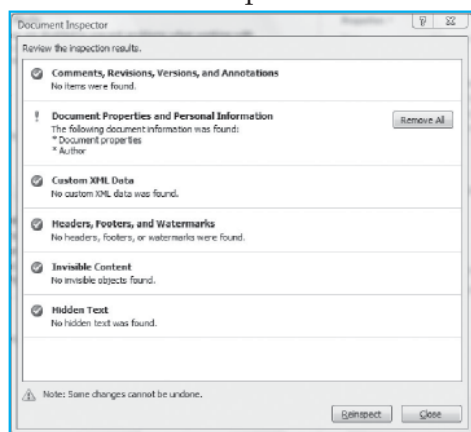 Document Inspector
Review the inspection results.
Comments, Revisions, Versions, and Annotations
No items were found.
Document Properties and Personal Information
The following document information was found:
* Document properties
* Author
Remove All
Custom XML Data
No custom XML data was found.
Headers, Footers, and Watermarks
No headers, footers, or watermarks were found.
Invisible Content
No invisible objects found.
Hidden Text
No hidden text was found.
Note: Some changes cannot be undone.
Reinspect
Close